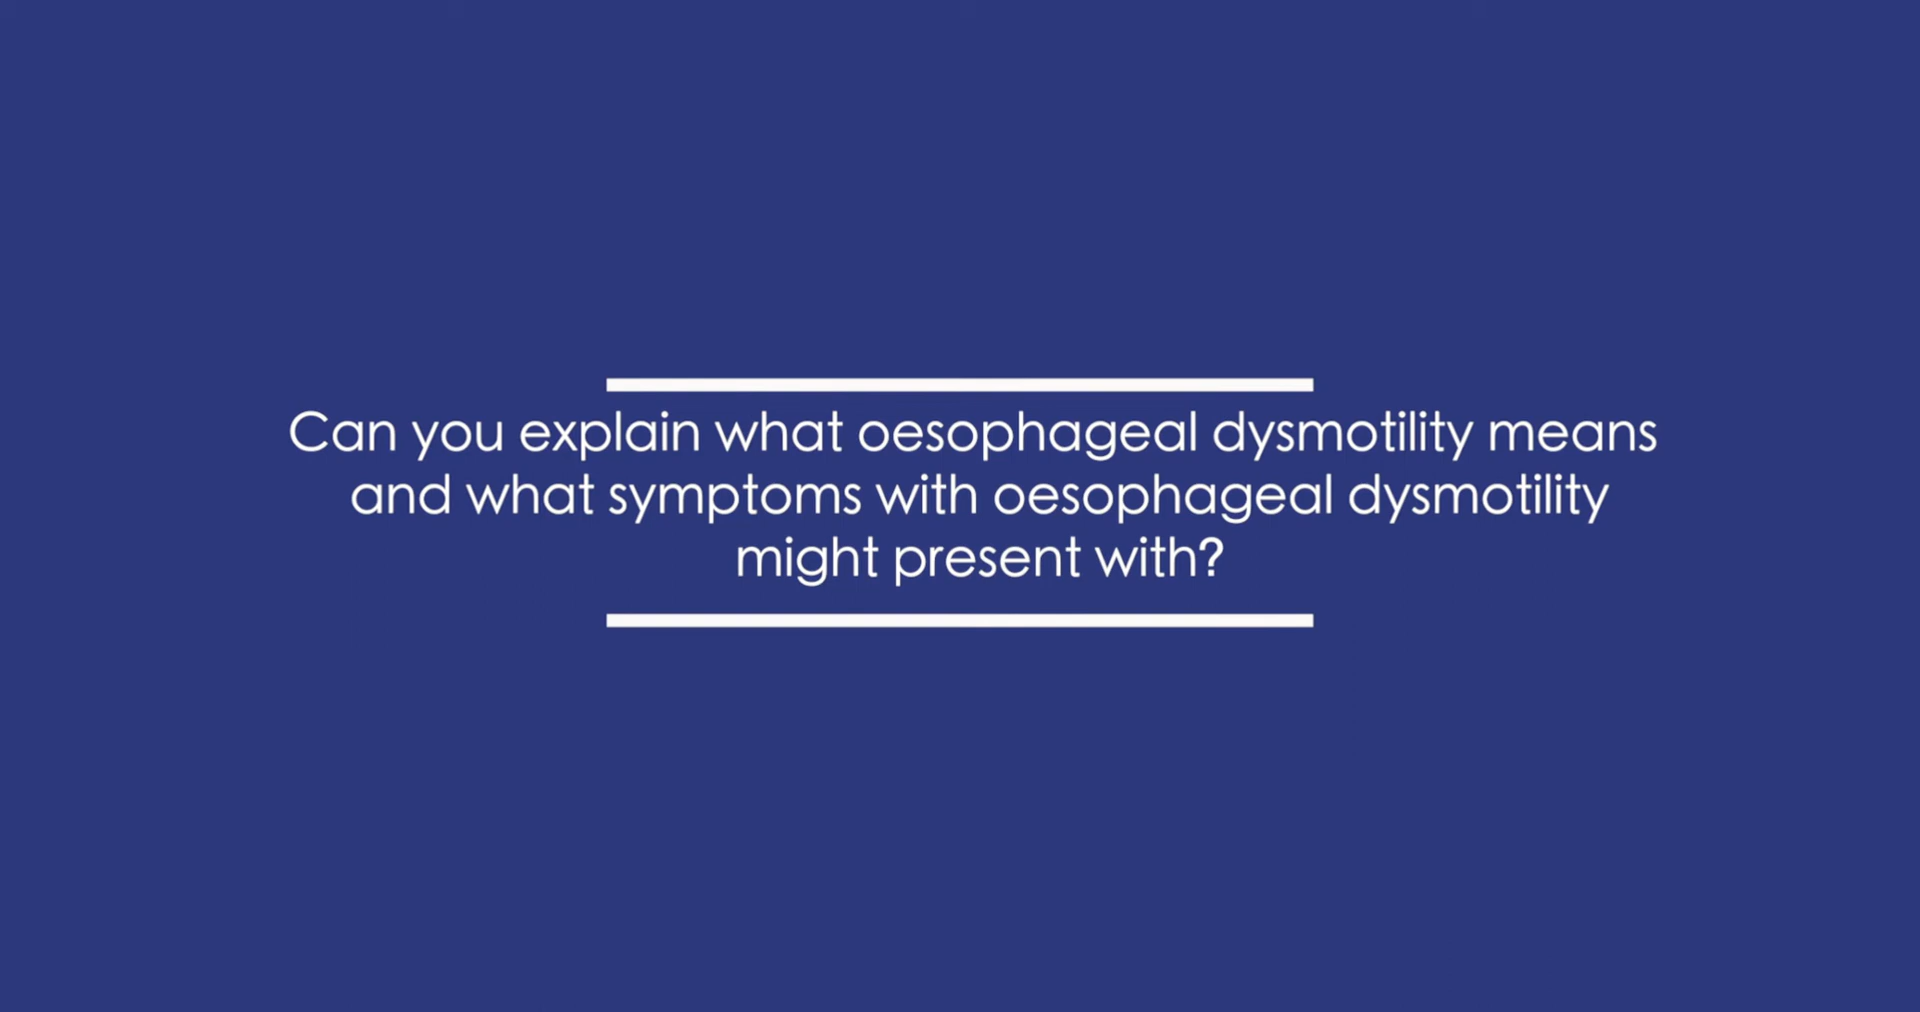 Can you explain what oesophageal dysmotility means
and what symptoms with oesophageal dysmotility
might present with?